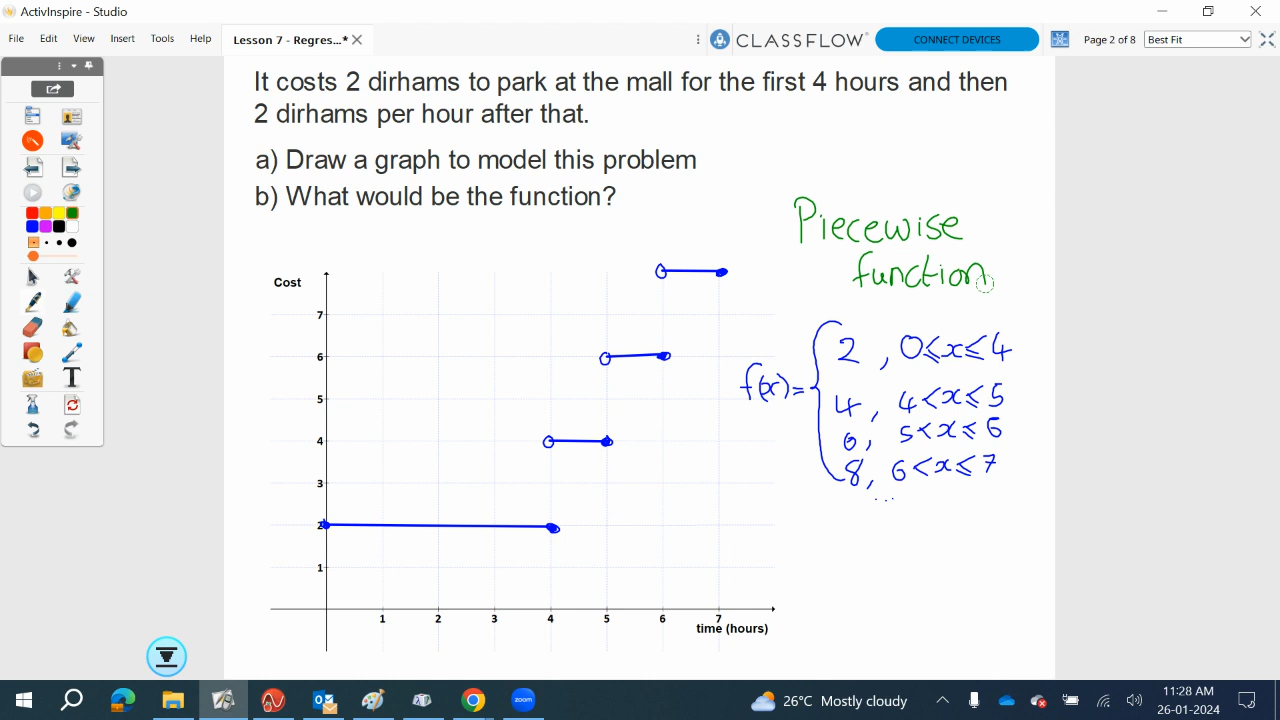 ActivInspire - Studio
File Edit View Insert Tools Help
Lesson 7 - Regres...*
CLASSFLOW
CONNECT DEVICES
Page 2 of 8
Best Fit
It costs 2 dirhams to park at the mall for the first 4 hours and then
2 dirhams per hour after that.
a) Draw a graph to model this problem
b) What would be the function?
Piecewise
function
Cost
7
6
5
4
3
2
1
1 2 3 4 5 6 7
time (hours)
f(x)=
2 , 0⩽x⩽4
4 , 4<x⩽5
6 , 5<x⩽6
8 , 6<x⩽7
...
zoom
26°C Mostly cloudy
11:28 AM
26-01-2024